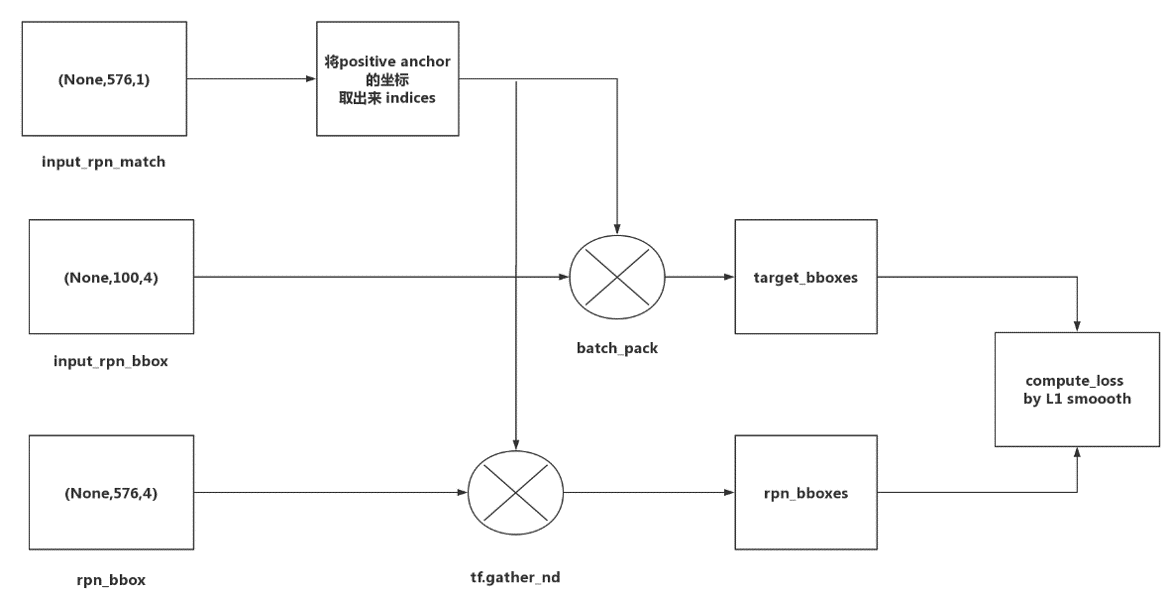 (None,576,1)
将positive anchor
的坐标
取出来 indices
input_rpn_match
(None,100,4)
target_bboxes
input_rpn_bbox
batch_pack
compute_loss
by L1 smoooth
(None,576,4)
rpn_bboxes
rpn_bbox
tf.gather_nd